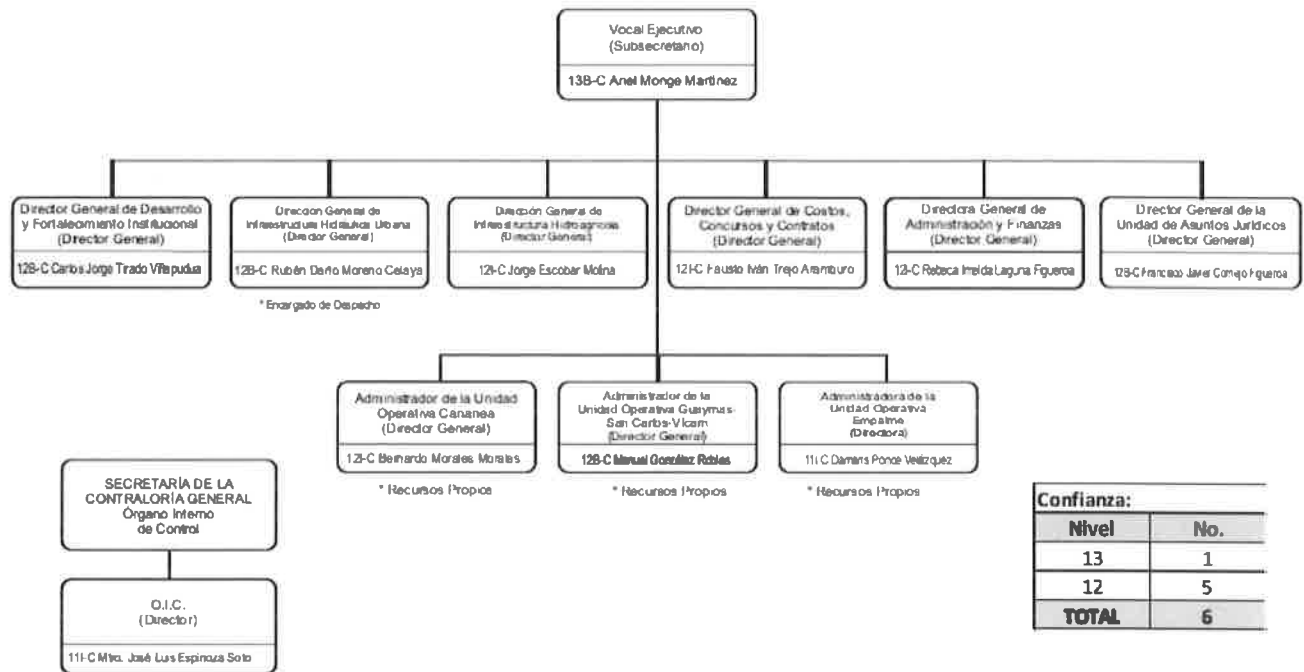 Vocal Ejecutivo
(Subsecretario)
13B-C Ariel Monge Martínez
Director General de Desarrollo
y Fortalecimiento Institucional
(Director General)
12B-C Carlos Jorge Tirado Villapudua
Dirección General de
Infraestructura Hidráulica Urbana
(Director General)
12B-C Rubén Darío Moreno Celaya
* Encargado de Despacho
Dirección General de
Infraestructura Hidroagrícola
(Director General)
12I-C Jorge Escobar Molina
Director General de Costos,
Concursos y Contratos
(Director General)
12I-C Fausto Iván Trejo Aramburo
Directora General de
Administración y Finanzas
(Director General)
12I-C Rebeca Imelda Laguna Figueroa
Director General de la
Unidad de Asuntos Jurídicos
(Director General)
12B-C Francisco Javier Cornejo Figueroa
Administrador de la Unidad
Operativa Cananea
(Director General)
12I-C Bernardo Morales Morales
* Recursos Propios
Administrador de la
Unidad Operativa Guaymas-
San Carlos-Vícam
(Director General)
12B-C Manuel González Robles
* Recursos Propios
Administradora de la
Unidad Operativa
Empalme
(Directora)
11I-C Damaris Ponce Velázquez
* Recursos Propios
SECRETARÍA DE LA
CONTRALORÍA GENERAL
Órgano Interno
de Control
O.I.C.
(Director)
11I-C Mtro. José Luis Espinoza Soto
Confianza:
Nivel No.
13 1
12 5
TOTAL 6